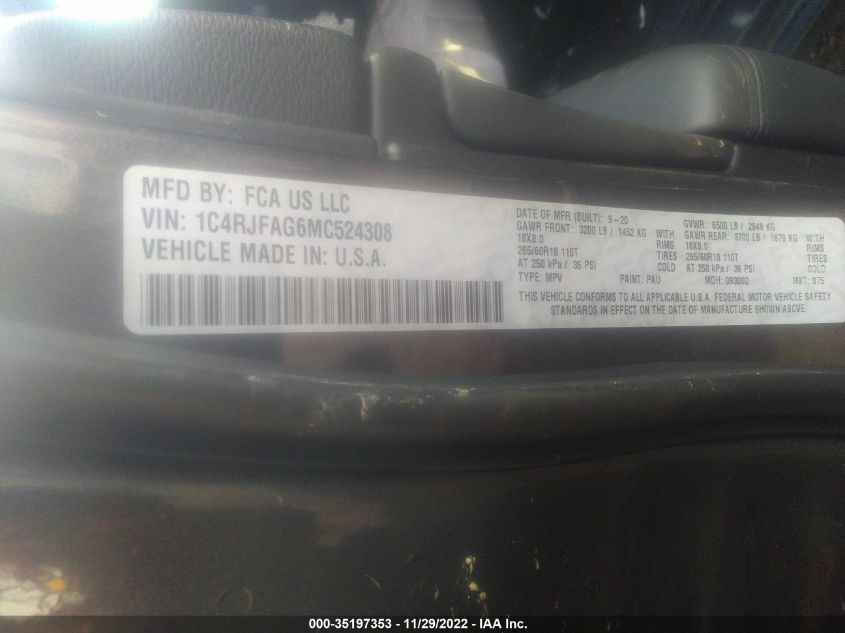 MFD BY: FCA US LLC
VIN: 1C4RJFAG6MC524308
VEHICLE MADE IN: U.S.A.
DATE OF MFR (BUILT): 9-20 GVWR: 6500 LB / 2949 KG
GAWR FRONT: 3200 LB / 1452 KG WITH GAWR REAR: 3700 LB / 1679 KG WITH
18X8.0 RIMS 18X8.0 RIMS
265/60R18 110T TIRES 265/60R18 110T TIRES
AT 250 kPa / 36 PSI COLD AT 250 kPa / 36 PSI COLD
TYPE: MPV PAINT: PAU MDH: 093002 MKT: 875
THIS VEHICLE CONFORMS TO ALL APPLICABLE U.S.A. FEDERAL MOTOR VEHICLE SAFETY
STANDARDS IN EFFECT ON THE DATE OF MANUFACTURE SHOWN ABOVE.
000-35197353 - 11/29/2022 - IAA Inc.